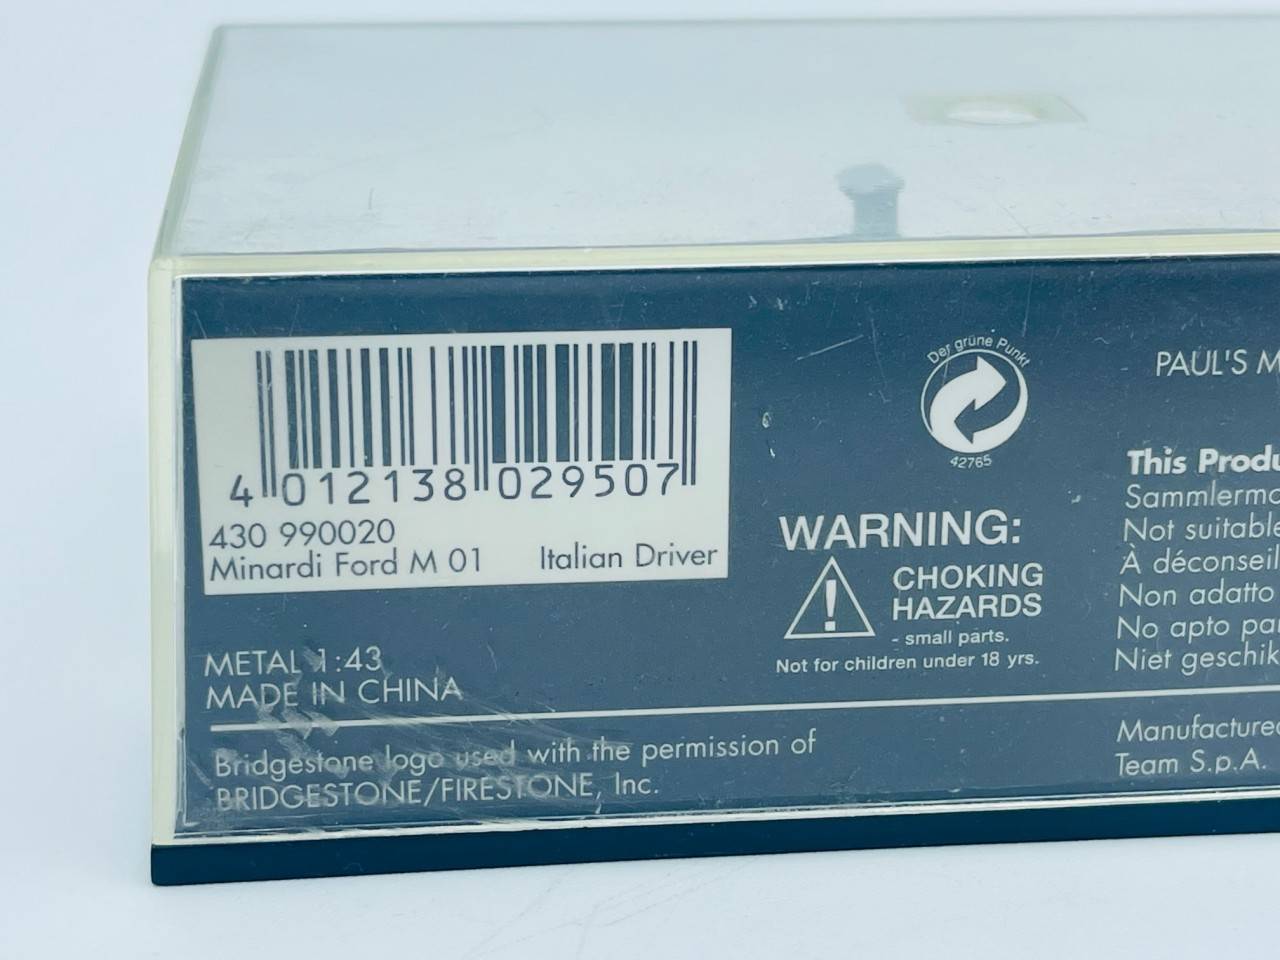 4 012138 029507
430 990020
Minardi Ford M 01 Italian Driver
METAL 1:43
MADE IN CHINA
Bridgestone logo used with the permission of
BRIDGESTONE/FIRESTONE, Inc.
Der grüne Punkt
42765
WARNING:
CHOKING
HAZARDS
- small parts.
Not for children under 18 yrs.
PAUL'S M
This Produ
Sammlermo
Not suitable
À déconseil
Non adatto
No apto par
Niet geschik
Manufactured
Team S.p.A.